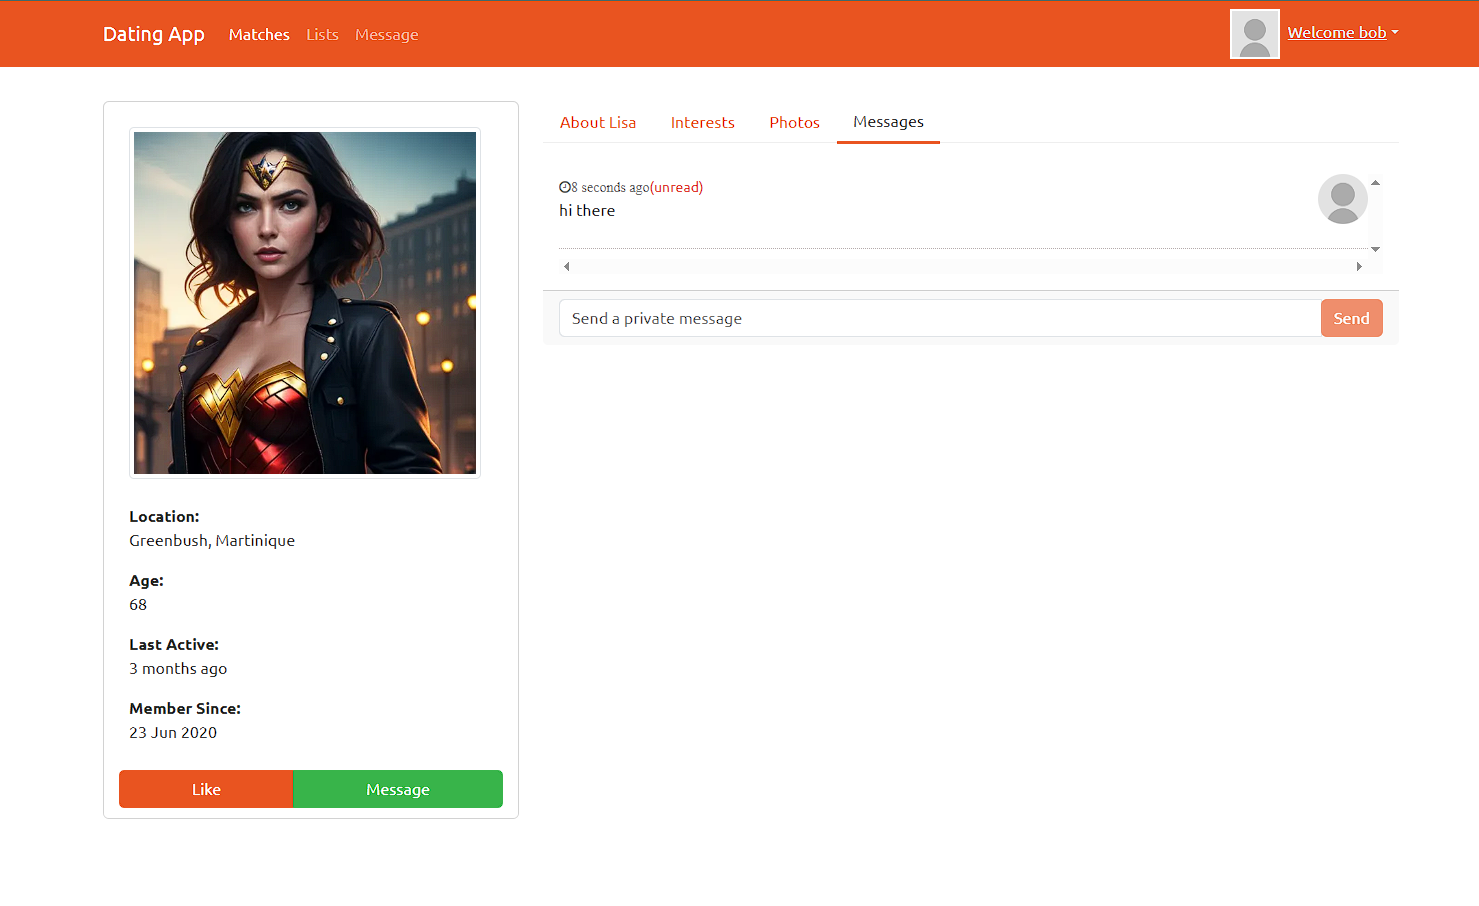 Dating App Matches Lists Message Welcome bob
About Lisa Interests Photos Messages
8 seconds ago(unread)
hi there
Send a private message Send
Location:
Greenbush, Martinique
Age:
68
Last Active:
3 months ago
Member Since:
23 Jun 2020
Like Message